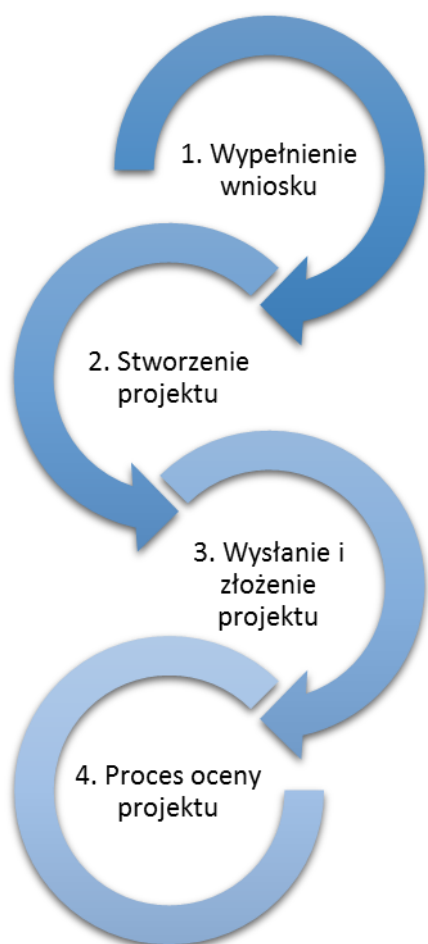 1. Wypełnienie
wniosku
2. Stworzenie
projektu
3. Wysłanie i
złożenie
projektu
4. Proces oceny
projektu